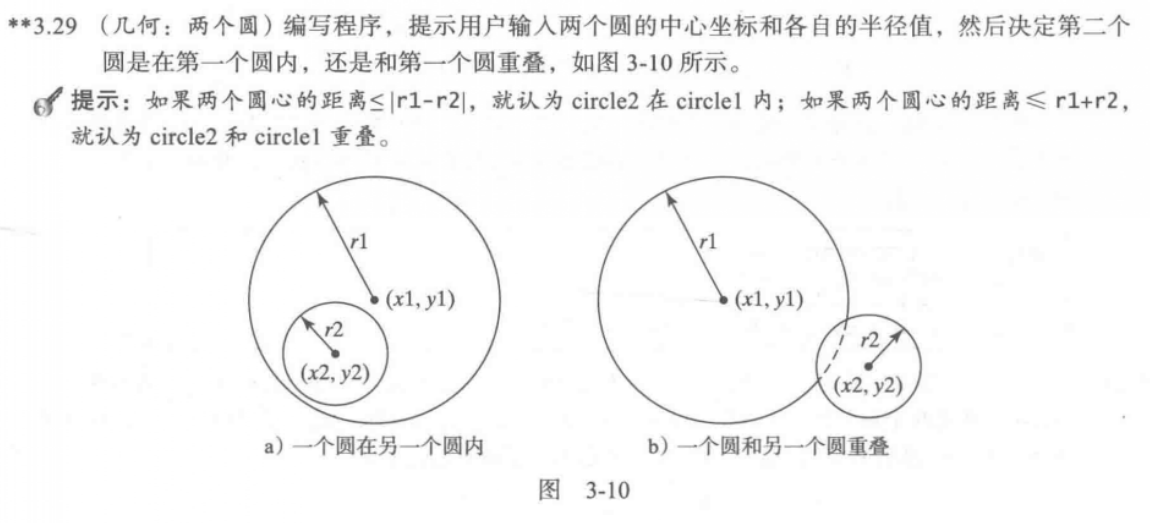 **3.29 （几何：两个圆）编写程序，提示用户输入两个圆的中心坐标和各自的半径值，然后决定第二个
圆是在第一个圆内，还是和第一个圆重叠，如图 3-10 所示。
提示：如果两个圆心的距离≤|r1-r2|，就认为 circle2 在 circle1 内；如果两个圆心的距离≤ r1+r2，
就认为 circle2 和 circle1 重叠。
r1
(x1, y1)
r2
(x2, y2)
r1
(x1, y1)
r2
(x2, y2)
a）一个圆在另一个圆内
b）一个圆和另一个圆重叠
图 3-10